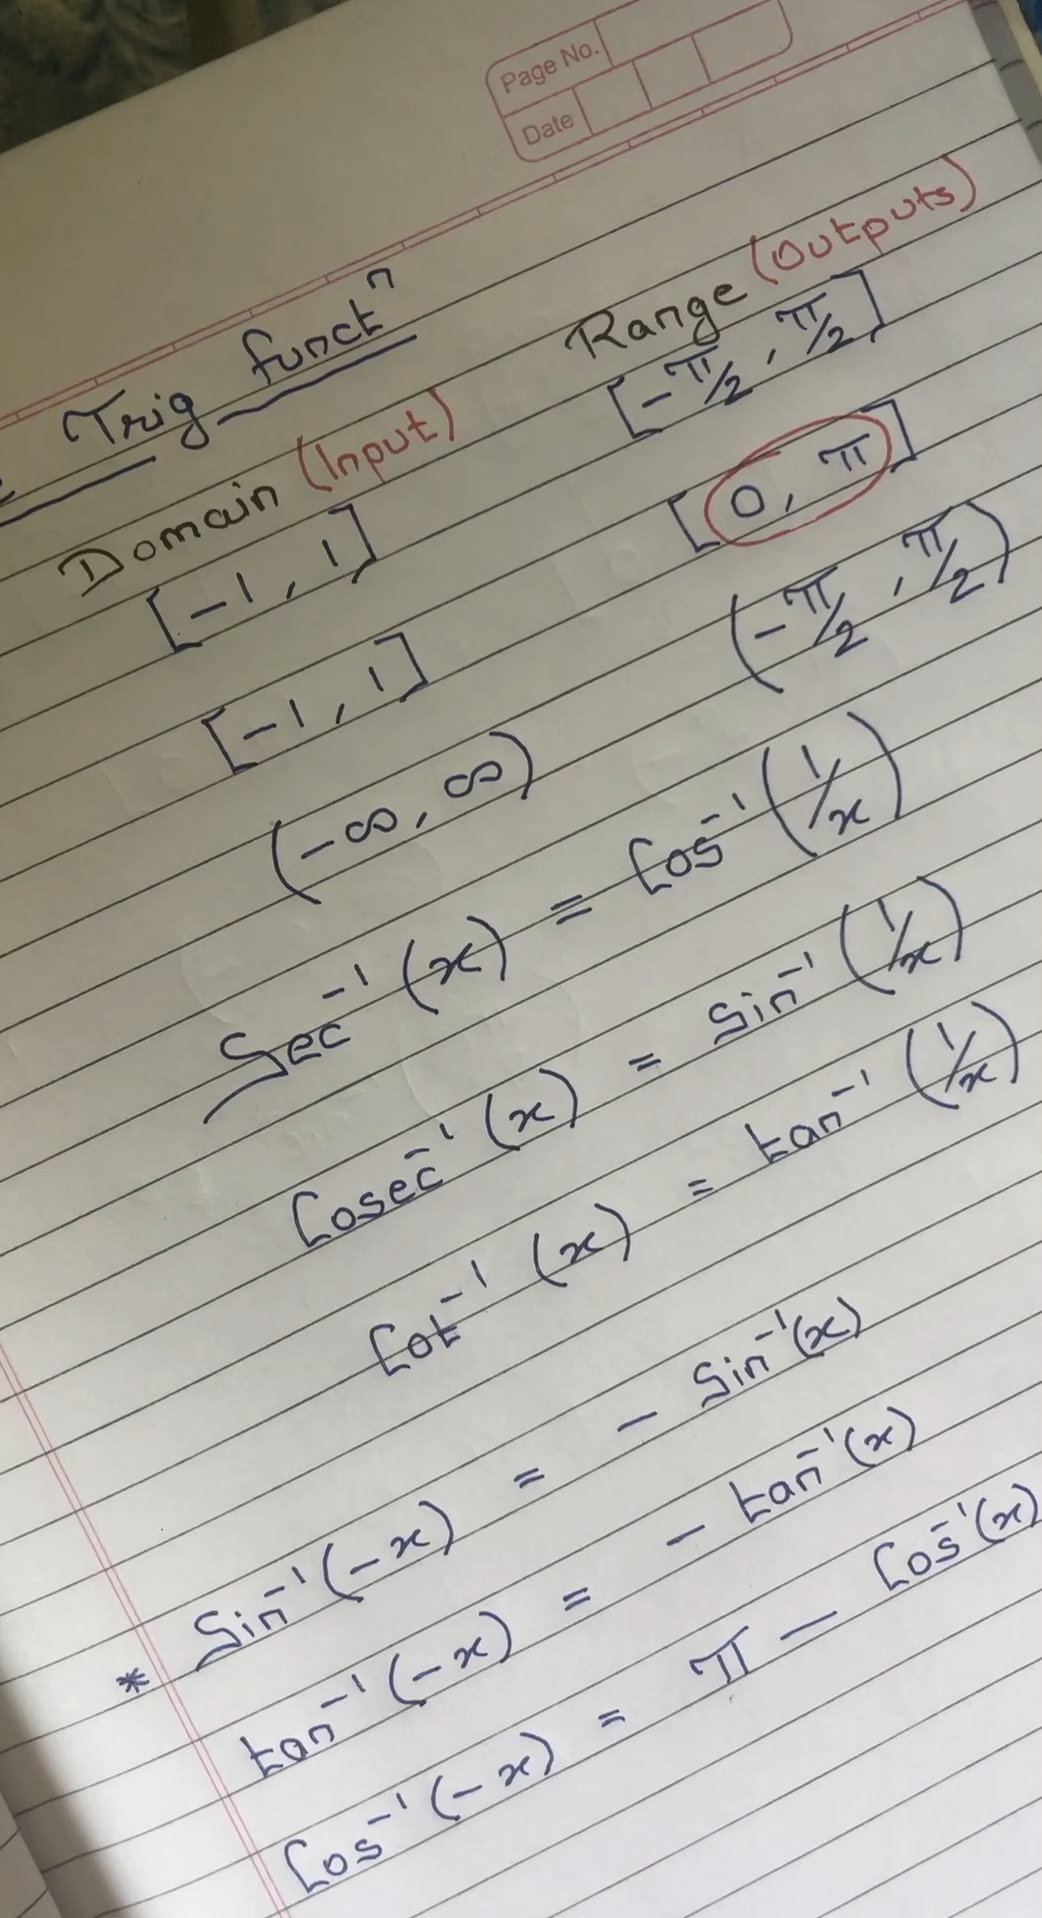 Page No.
Date
Trig functⁿ
Domain (Input) Range (Outputs)
[-1, 1] [-π/2, π/2]
[-1, 1] [0, π]
(-∞, ∞) (-π/2, π/2)
Sec⁻¹(x) = Cos⁻¹(1/x)
Cosec⁻¹(x) = Sin⁻¹(1/x)
Cot⁻¹(x) = tan⁻¹(1/x)
* Sin⁻¹(-x) = - Sin⁻¹(x)
tan⁻¹(-x) = - tan⁻¹(x)
Cos⁻¹(-x) = π - Cos⁻¹(x)